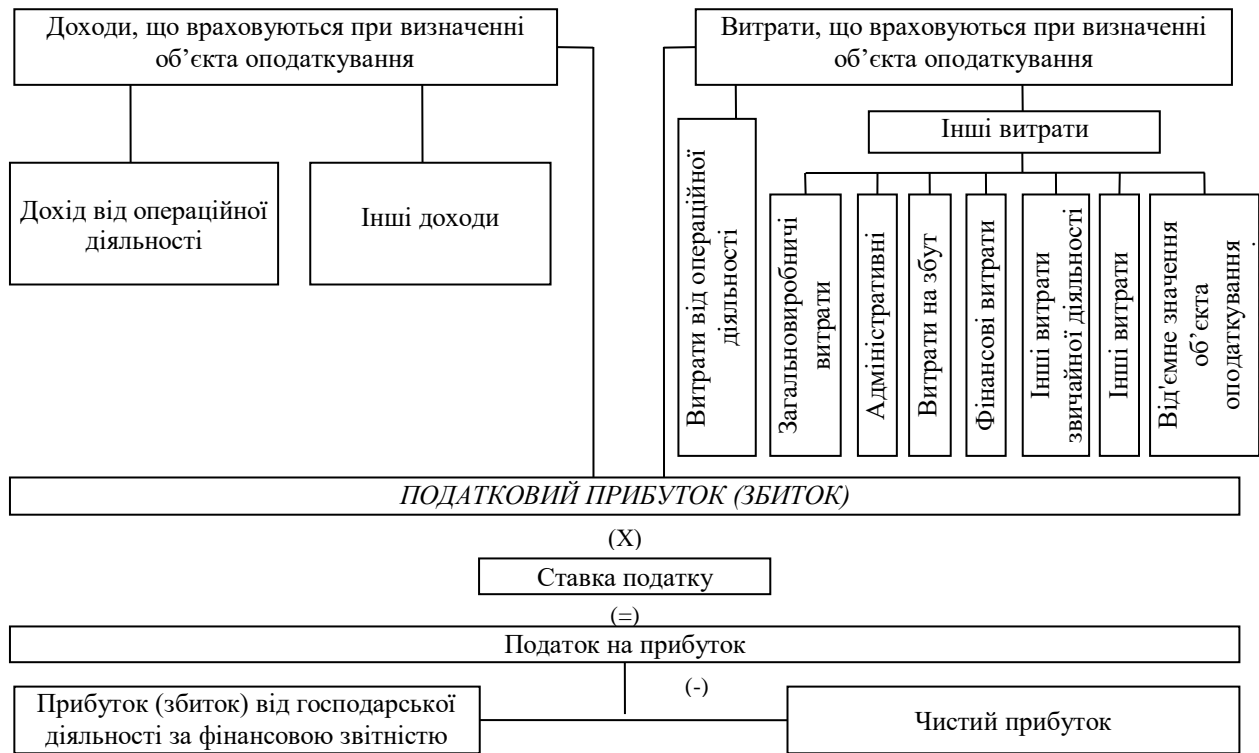 Доходи, що враховуються при визначенні
об’єкта оподаткування
Витрати, що враховуються при визначенні
об’єкта оподаткування
Дохід від операційної
діяльності
Інші доходи
Витрати від операційної
діяльності
Інші витрати
Загальновиробничі
витрати
Адміністративні
Витрати на збут
Фінансові витрати
Інші витрати
звичайної діяльності
Інші витрати
Від'ємне значення
об’єкта
оподаткування
ПОДАТКОВИЙ ПРИБУТОК (ЗБИТОК)
(Х)
Ставка податку
(=)
Податок на прибуток
(-)
Прибуток (збиток) від господарської
діяльності за фінансовою звітністю
Чистий прибуток